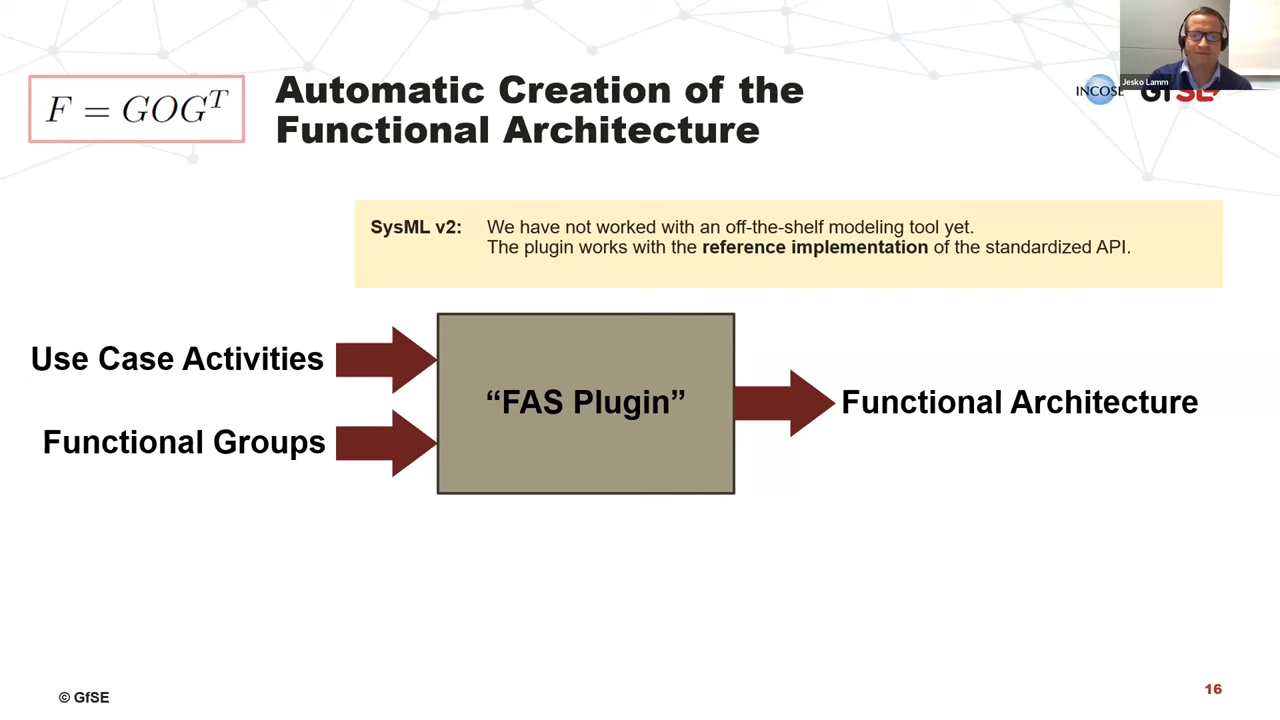 F = GOG^T
Automatic Creation of the
Functional Architecture
Jesko Lamm
INCOSE
GfSE
SysML v2: We have not worked with an off-the-shelf modeling tool yet.
The plugin works with the reference implementation of the standardized API.
Use Case Activities
Functional Groups
“FAS Plugin”
Functional Architecture
© GfSE
16